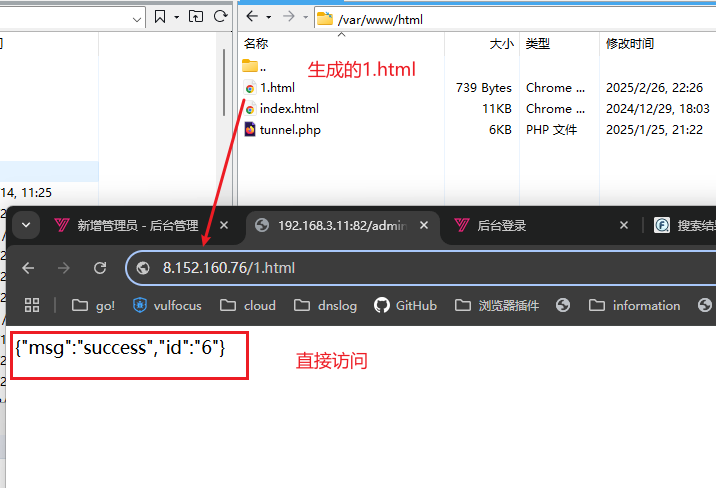 /var/www/html
名称 大小 类型 修改时间
..
生成的1.html
1.html 739 Bytes Chrome ... 2025/2/26, 22:26
index.html 11KB Chrome ... 2024/12/29, 18:03
tunnel.php 6KB PHP 文件 2025/1/25, 21:22
14, 11:25
新增管理员 - 后台管理 192.168.3.11:82/admin 后台登录 搜索结果
8.152.160.76/1.html
go! vulfocus cloud dnslog GitHub 浏览器插件 information
{"msg":"success","id":"6"}
直接访问